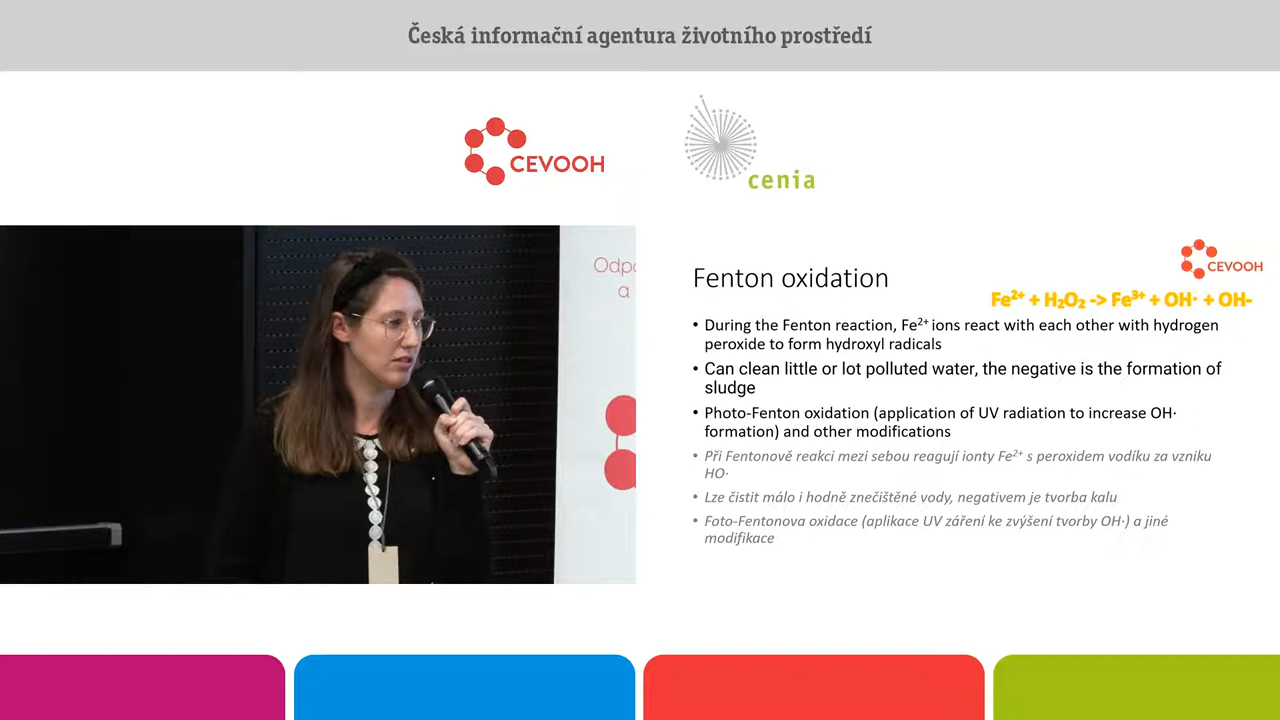 Česká informační agentura životního prostředí
CEVOOH
cenia
Odpo
a
CEVOOH
Fenton oxidation
Fe²⁺ + H₂O₂ -> Fe³⁺ + OH· + OH-
• During the Fenton reaction, Fe²⁺ ions react with each other with hydrogen
peroxide to form hydroxyl radicals
• Can clean little or lot polluted water, the negative is the formation of
sludge
• Photo-Fenton oxidation (application of UV radiation to increase OH·
formation) and other modifications
• Při Fentonově reakci mezi sebou reagují ionty Fe²⁺ s peroxidem vodíku za vzniku
HO·
• Lze čistit málo i hodně znečištěné vody, negativem je tvorba kalu
• Foto-Fentonova oxidace (aplikace UV záření ke zvýšení tvorby OH·) a jiné
modifikace